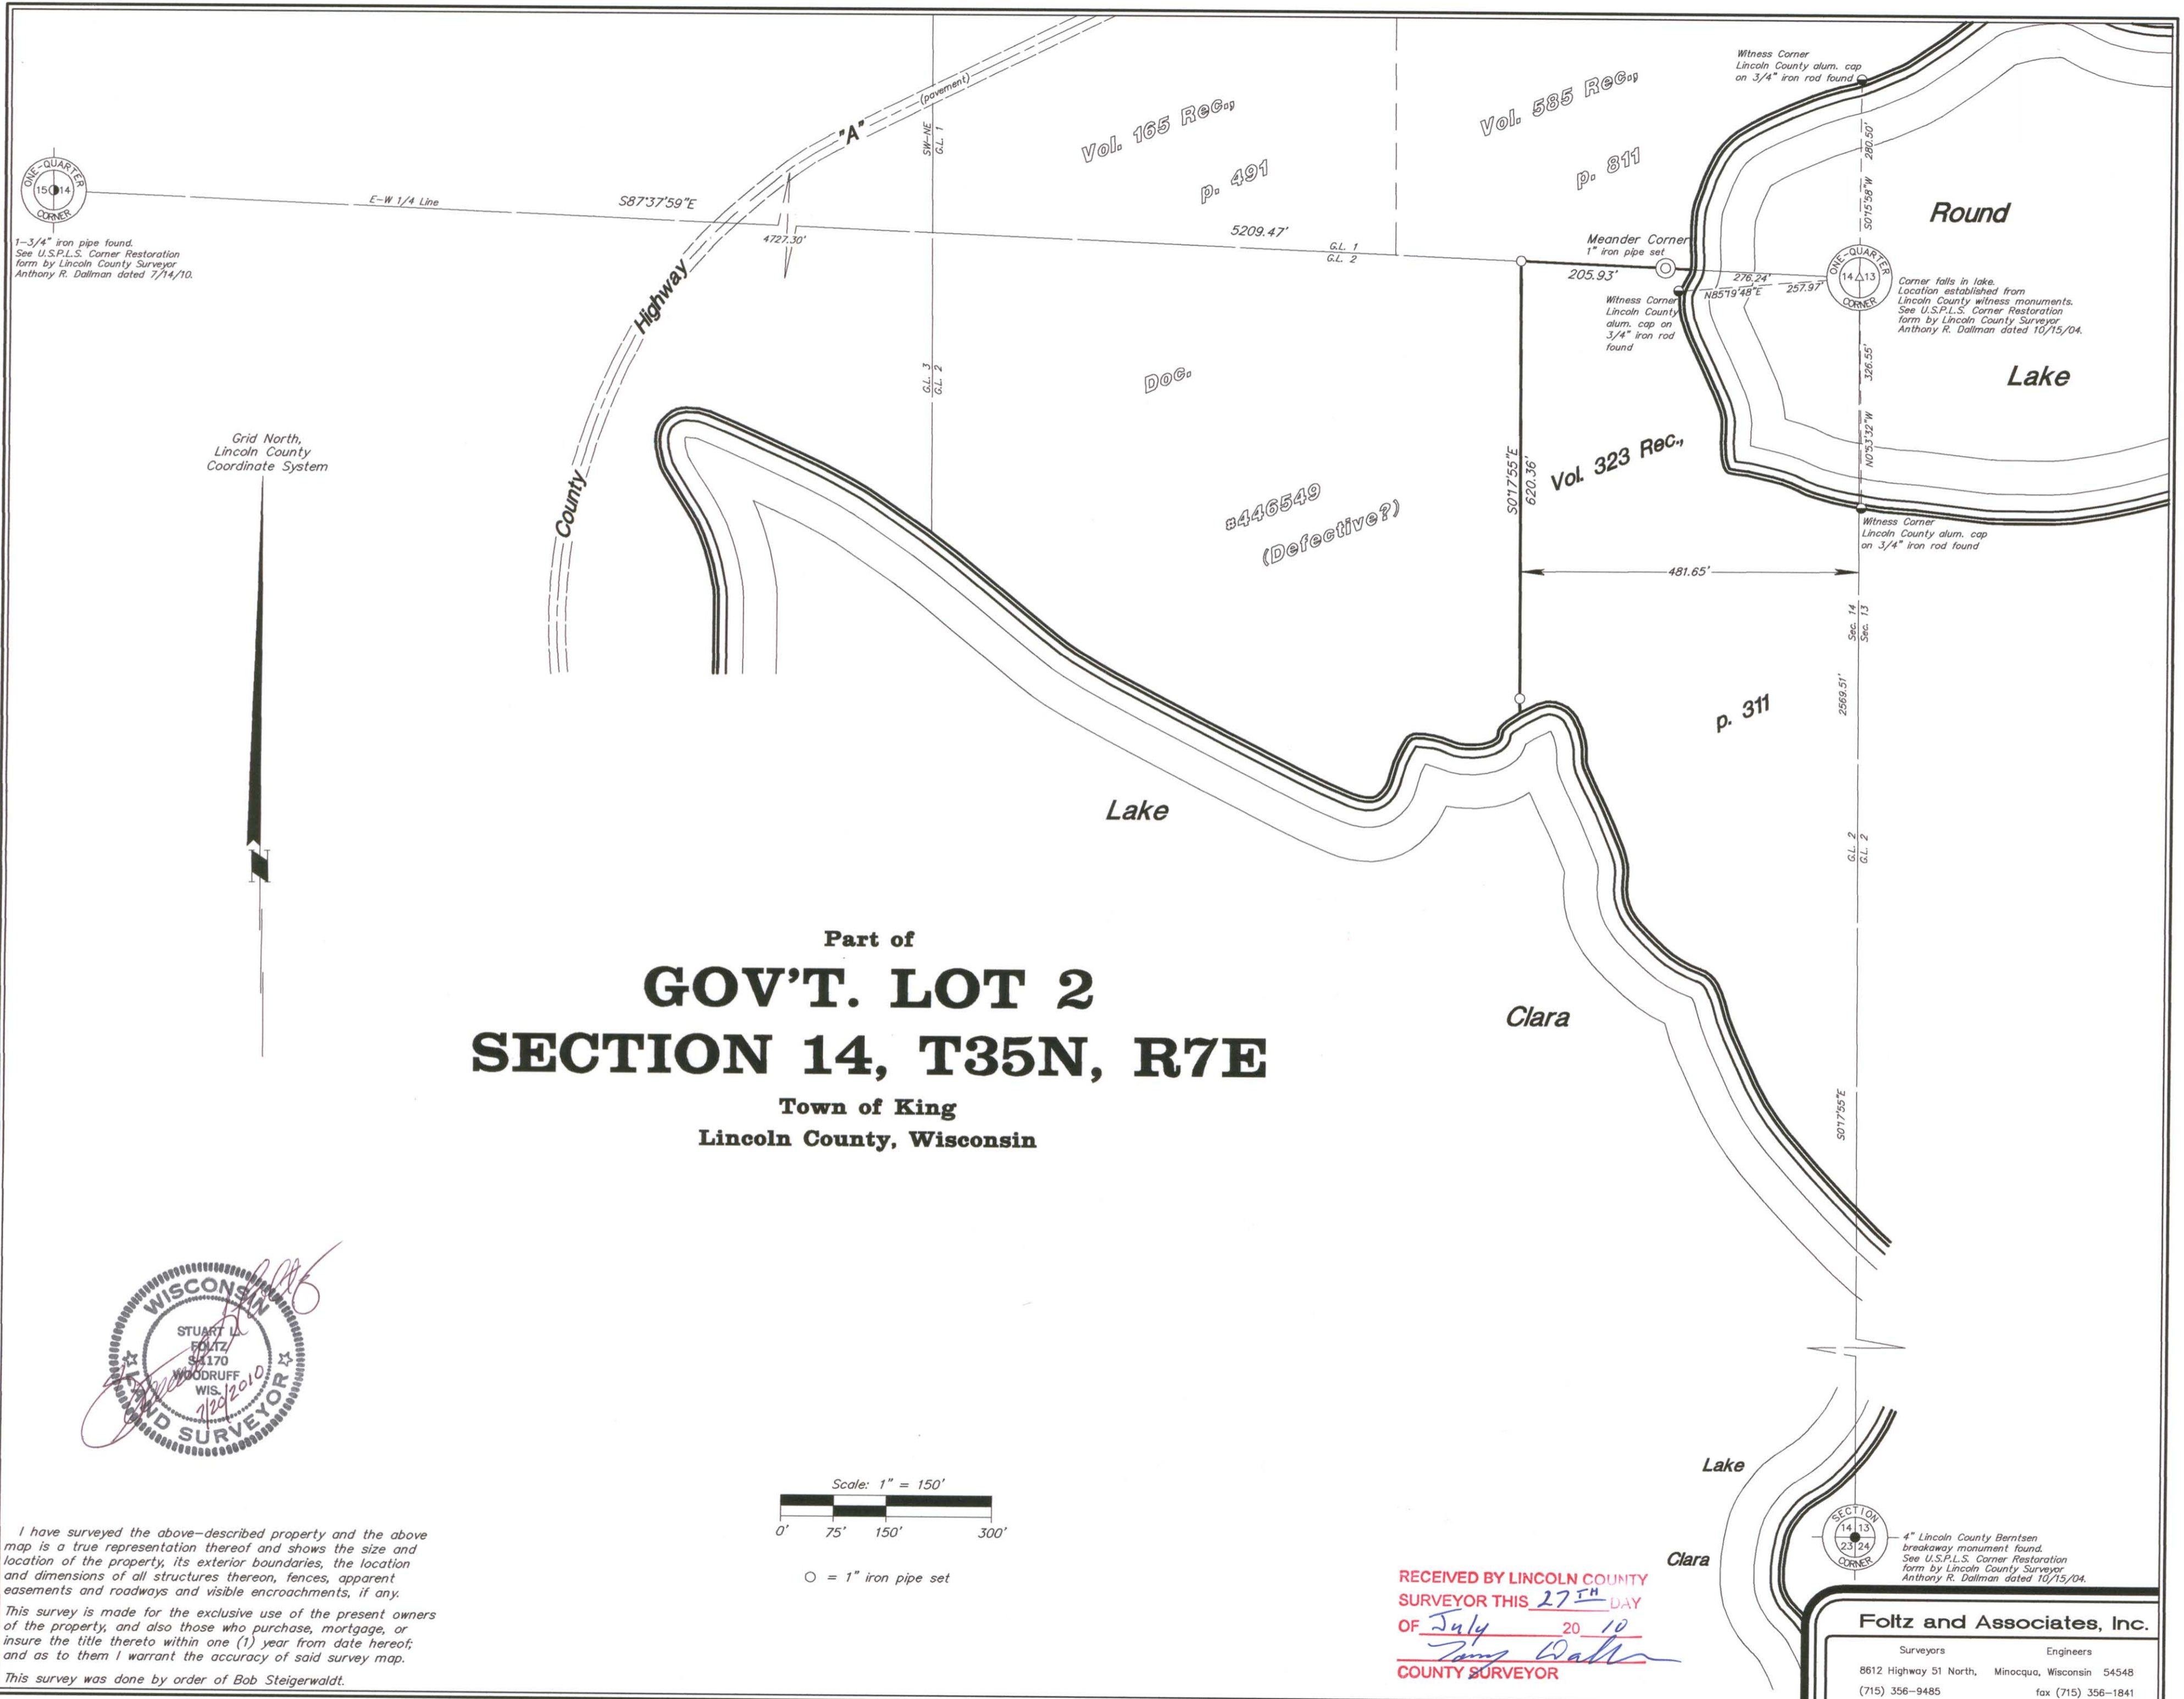 Witness Corner
Lincoln County alum. cap
on 3/4" iron rod found
(pavement)
"A"
County
Highway
SW-NE
G.L. 1
Vol. 165 Rec.,
p. 491
Vol. 585 Rec.,
p. 811
S0°15'58"W 280.50'
Round
Lake
ONE-QUARTER
15 14
CORNER
1-3/4" iron pipe found.
See U.S.P.L.S. Corner Restoration
form by Lincoln County Surveyor
Anthony R. Dallman dated 7/14/10.
E-W 1/4 Line
S87°37'59"E
4727.30'
5209.47'
G.L. 1
G.L. 2
Meander Corner
1" iron pipe set
205.93'
276.24'
N85°19'48"E 257.97'
ONE-QUARTER
14 13
CORNER
Corner falls in lake.
Location established from
Lincoln County witness monuments.
See U.S.P.L.S. Corner Restoration
form by Lincoln County Surveyor
Anthony R. Dallman dated 10/15/04.
Witness Corner
Lincoln County
alum. cap on
3/4" iron rod
found
G.L. 3
G.L. 2
Doc.
#446549
(Defective?)
S0°17'55"E
620.36'
Vol. 323 Rec.,
p. 311
N0°53'32"W 326.55'
Witness Corner
Lincoln County alum. cap
on 3/4" iron rod found
481.65'
Sec. 14
Sec. 13
2569.51'
G.L. 2
G.L. 2
S0°17'55"E
Grid North,
Lincoln County
Coordinate System
N
Lake
Clara
Part of
GOV'T. LOT 2
SECTION 14, T35N, R7E
Town of King
Lincoln County, Wisconsin
WISCONSIN
STUART L.
FOLTZ
S-1170
WOODRUFF
WIS.
7/20/2010
LAND SURVEYOR
Scale: 1" = 150'
0' 75' 150' 300'
O = 1" iron pipe set
I have surveyed the above-described property and the above
map is a true representation thereof and shows the size and
location of the property, its exterior boundaries, the location
and dimensions of all structures thereon, fences, apparent
easements and roadways and visible encroachments, if any.
This survey is made for the exclusive use of the present owners
of the property, and also those who purchase, mortgage, or
insure the title thereto within one (1) year from date hereof;
and as to them I warrant the accuracy of said survey map.
This survey was done by order of Bob Steigerwaldt.
RECEIVED BY LINCOLN COUNTY
SURVEYOR THIS 27TH DAY
OF July 20 10
COUNTY SURVEYOR
Lake
Clara
SECTION
14 13
23 24
CORNER
4" Lincoln County Berntsen
breakaway monument found.
See U.S.P.L.S. Corner Restoration
form by Lincoln County Surveyor
Anthony R. Dallman dated 10/15/04.
Foltz and Associates, Inc.
Surveyors Engineers
8612 Highway 51 North, Minocqua, Wisconsin 54548
(715) 356-9485 fax (715) 356-1841